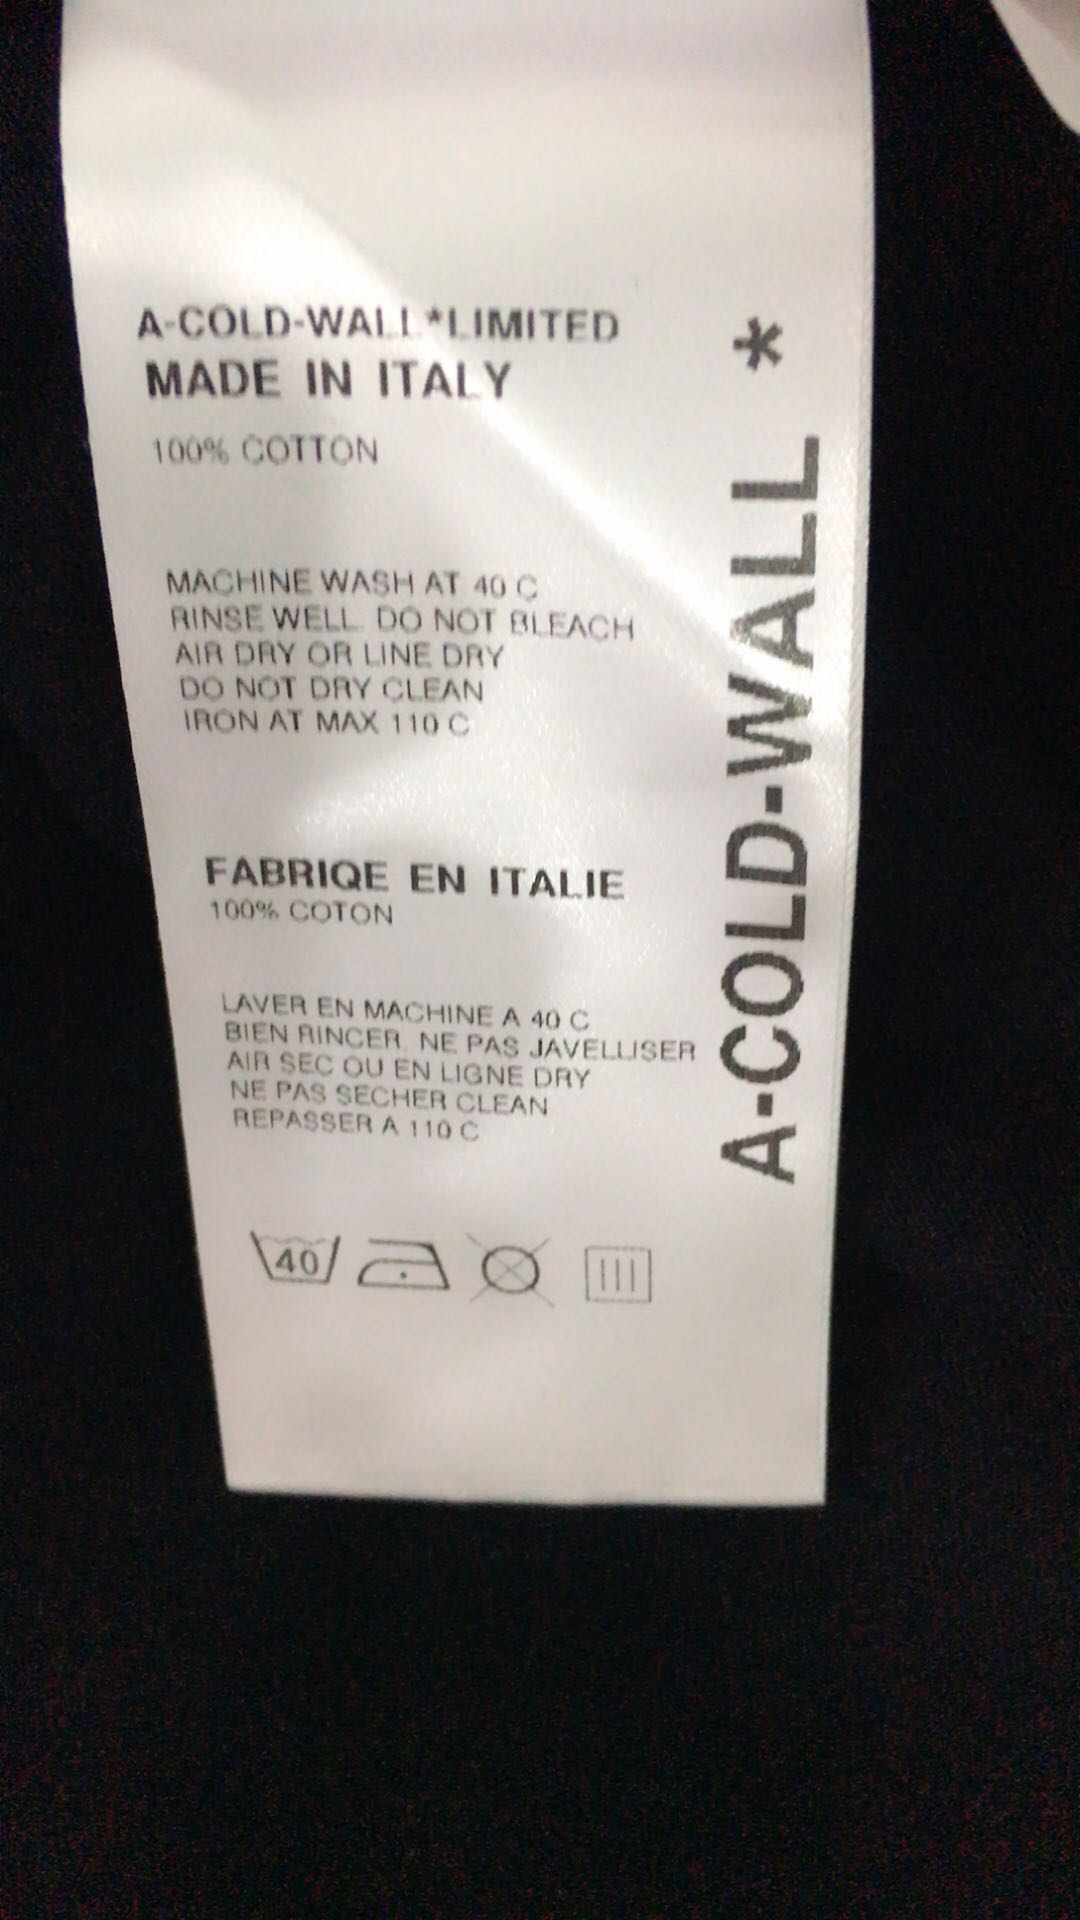 A-COLD-WALL*LIMITED
MADE IN ITALY
100% COTTON
MACHINE WASH AT 40 C
RINSE WELL. DO NOT BLEACH
AIR DRY OR LINE DRY
DO NOT DRY CLEAN
IRON AT MAX 110 C
FABRIQE EN ITALIE
100% COTON
LAVER EN MACHINE A 40 C
BIEN RINCER. NE PAS JAVELLISER
AIR SEC OU EN LIGNE DRY
NE PAS SECHER CLEAN
REPASSER A 110 C
40
A-COLD-WALL*